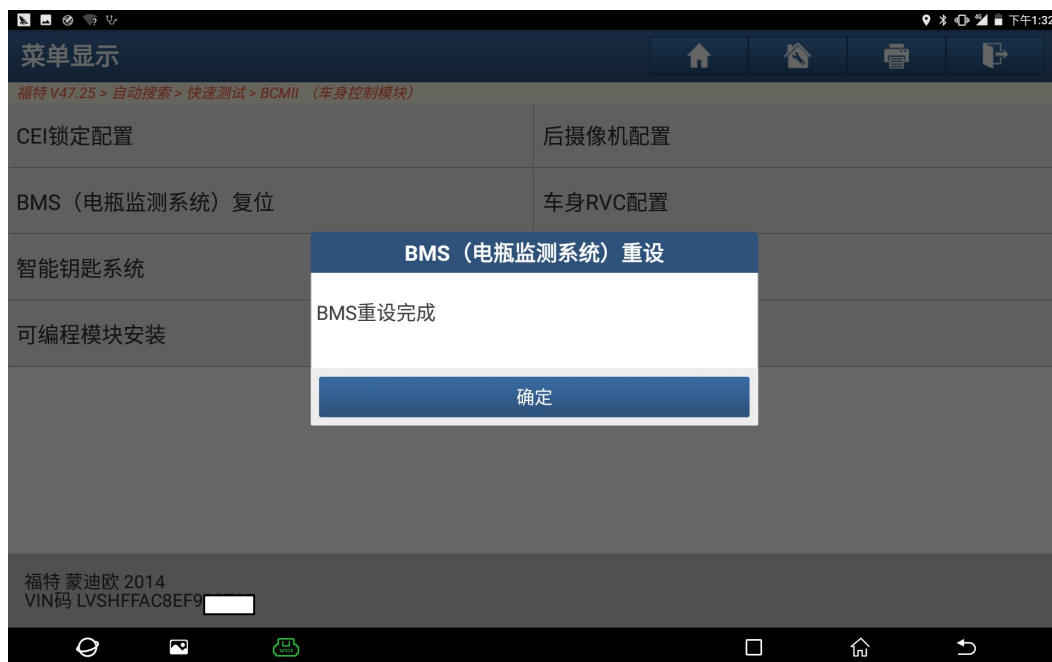 下午1:32
菜单显示
福特 V47.25 > 自动搜索 > 快速测试 > BCMII （车身控制模块）
CEI锁定配置
后摄像机配置
BMS（电瓶监测系统）复位
车身RVC配置
智能钥匙系统
可编程模块安装
BMS（电瓶监测系统）重设
BMS重设完成
确定
福特 蒙迪欧 2014
VIN码 LVSHFFAC8EF9
VCI